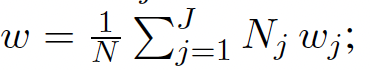 w = \frac{1}{N} \sum_{j=1}^{J} N_j w_j;